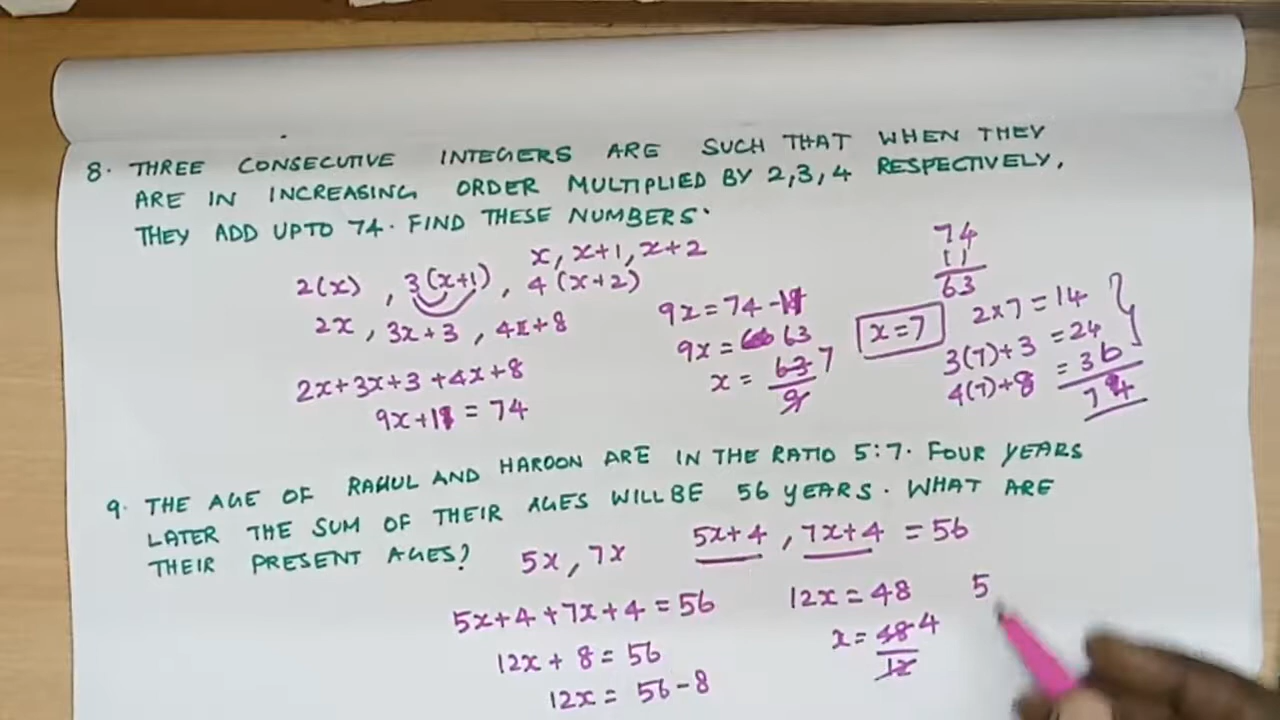 8. THREE CONSECUTIVE INTEGERS ARE SUCH THAT WHEN THEY
ARE IN INCREASING ORDER MULTIPLIED BY 2,3,4 RESPECTIVELY,
THEY ADD UPTO 74. FIND THESE NUMBERS.
x, x+1, x+2
2(x), 3(x+1), 4(x+2)
2x, 3x+3, 4x+8
2x+3x+3+4x+8
9x+11 = 74
9x = 74-11
9x = 63
x = 63/9 7
x=7
74
11
63
2×7=14
3(7)+3 =24
4(7)+8 =36
74
9. THE AGE OF RAHUL AND HAROON ARE IN THE RATIO 5:7. FOUR YEARS
LATER THE SUM OF THEIR AGES WILL BE 56 YEARS. WHAT ARE
THEIR PRESENT AGES?
5x, 7x
5x+4, 7x+4 = 56
5x+4+7x+4=56
12x+8=56
12x= 56-8
12x=48
x= 48/12 4
5